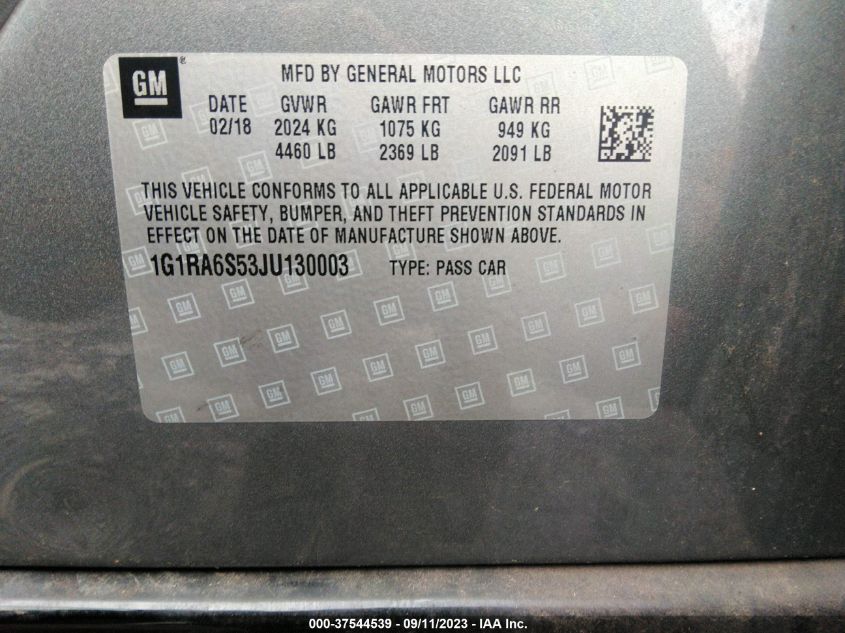 GM ®
MFD BY GENERAL MOTORS LLC
DATE GVWR GAWR FRT GAWR RR
02/18 2024 KG 1075 KG 949 KG
4460 LB 2369 LB 2091 LB
THIS VEHICLE CONFORMS TO ALL APPLICABLE U.S. FEDERAL MOTOR
VEHICLE SAFETY, BUMPER, AND THEFT PREVENTION STANDARDS IN
EFFECT ON THE DATE OF MANUFACTURE SHOWN ABOVE.
1G1RA6S53JU130003 TYPE: PASS CAR
000-37544539 - 09/11/2023 - IAA Inc.